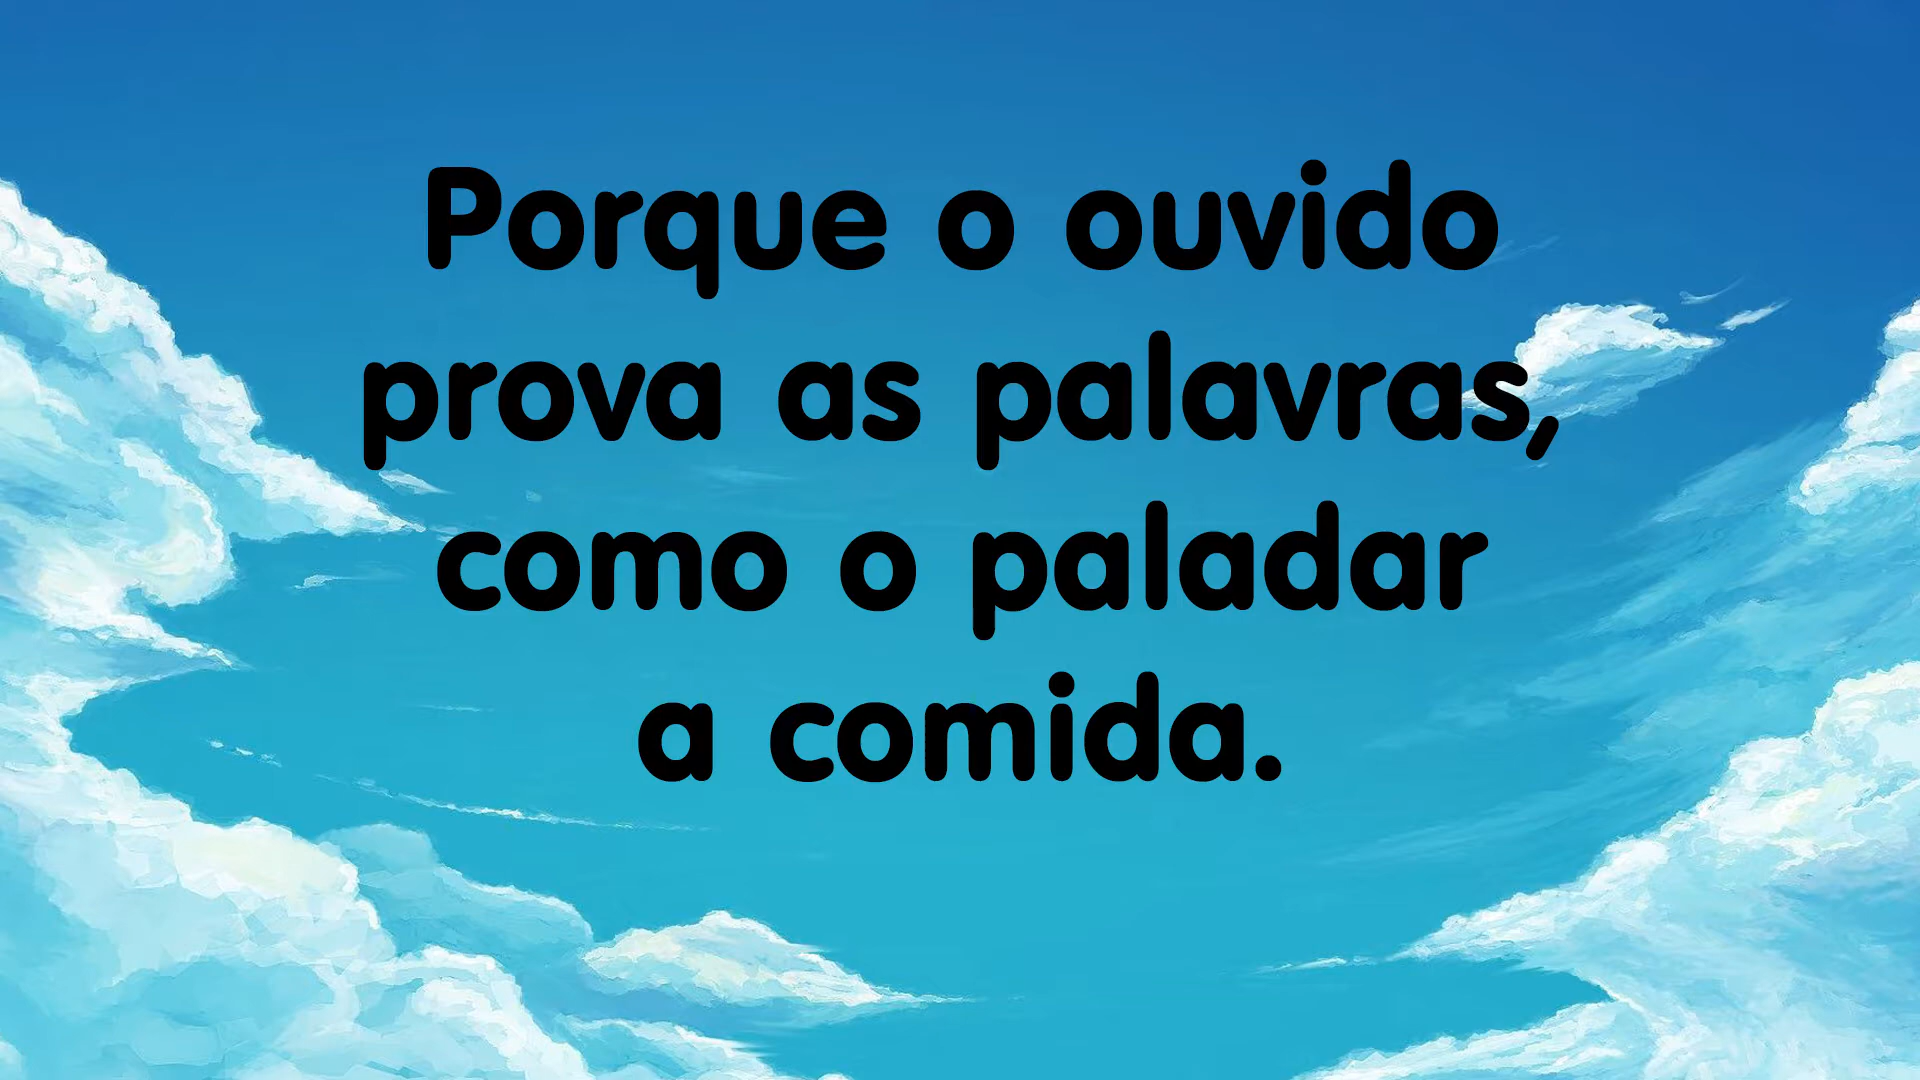 Porque o ouvido
prova as palavras,
como o paladar
a comida.